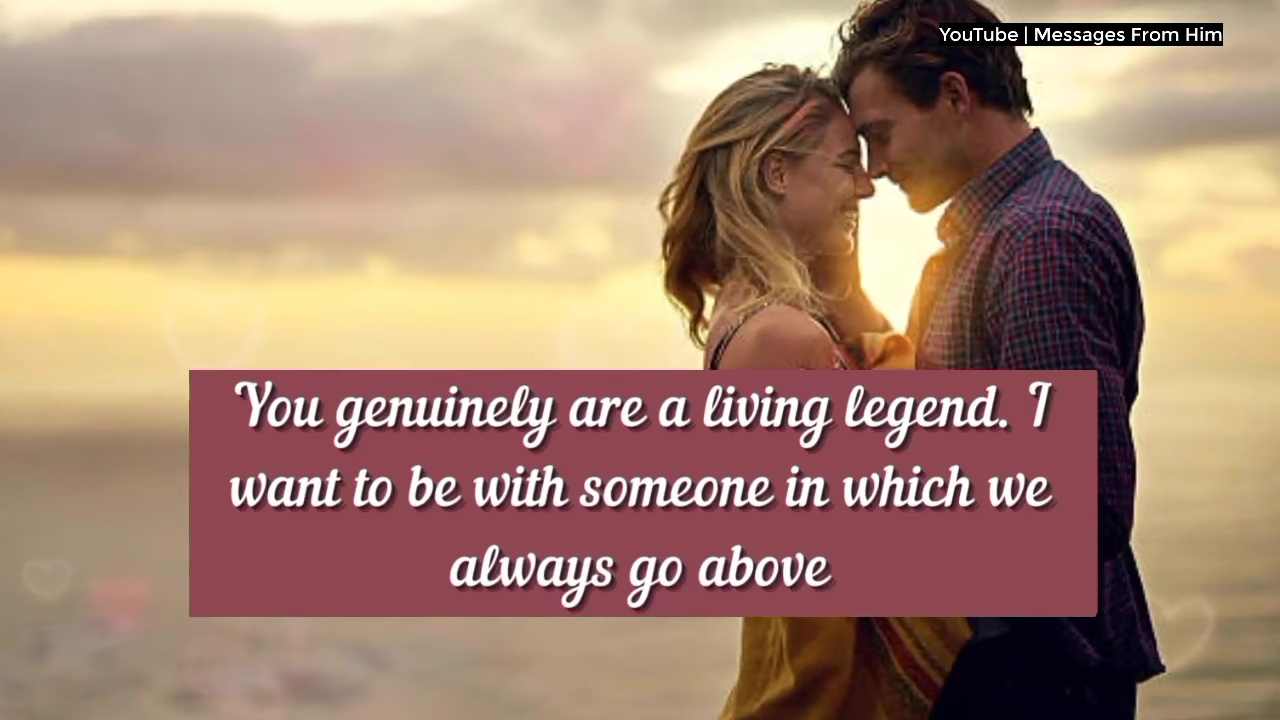 YouTube | Messages From Him
You genuinely are a living legend. I
want to be with someone in which we
always go above